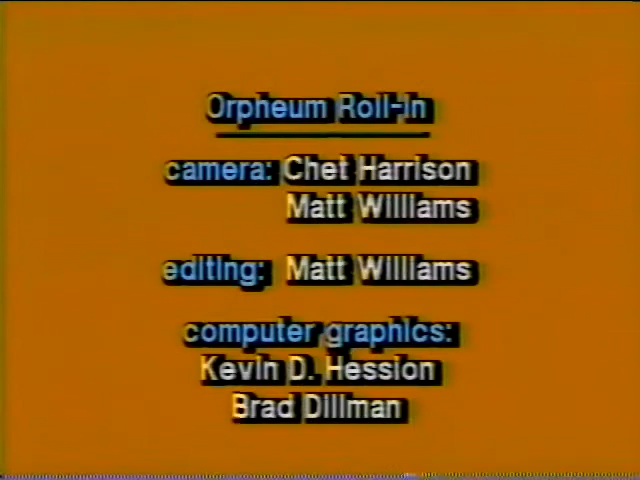 Orpheum Roll-In
camera: Chet Harrison
Matt Williams
editing: Matt Williams
computer graphics:
Kevin D. Hession
Brad Dillman